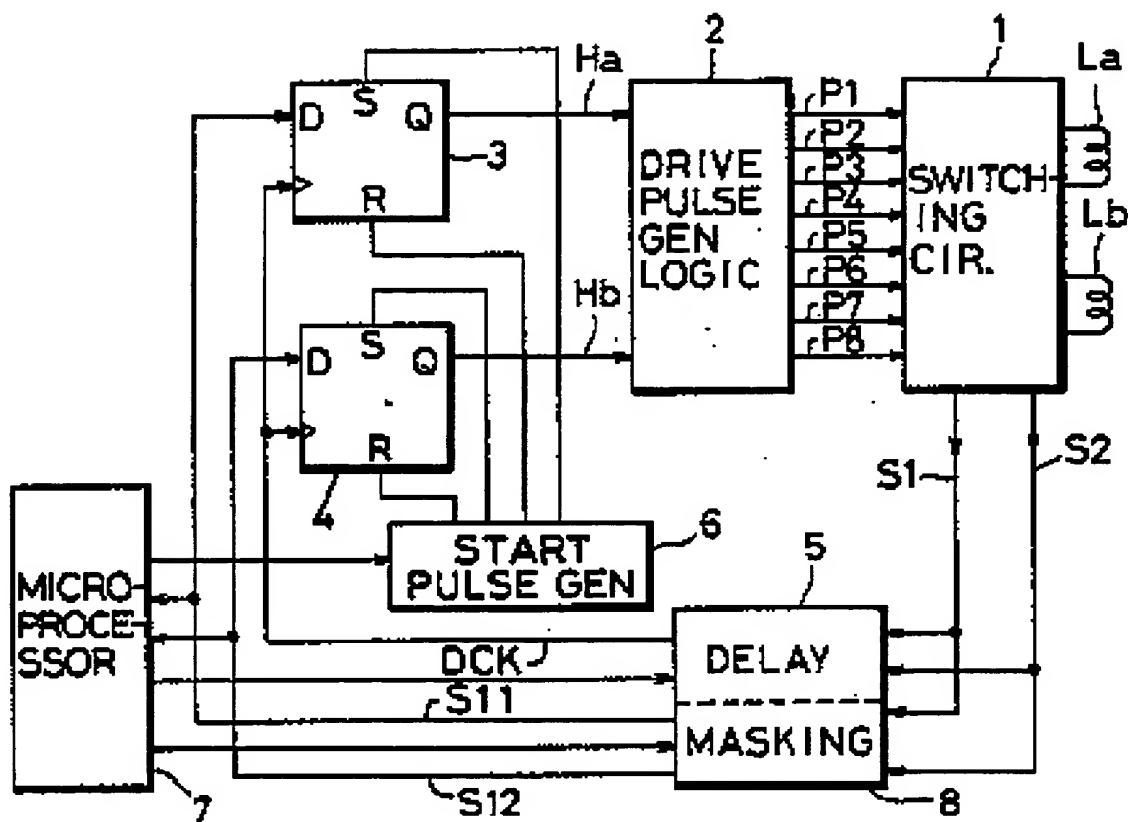 2
1
Ha
La
S
D
Q
3
R
P1
P2
P3
P4
P5
P6
P7
P8
DRIVE
PULSE
GEN
LOGIC
SWITCH-
ING
CIR.
Lb
Hb
S
D
Q
R
4
S1
S2
6
START
PULSE GEN
5
MICRO-
PROCE-
SSOR
DCK
DELAY
S11
MASKING
7
S12
8